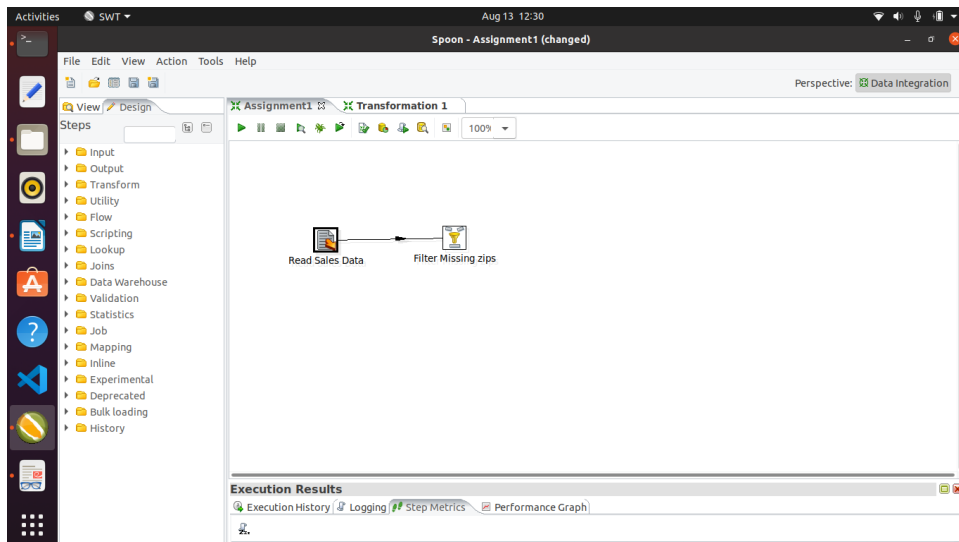 Activities SWT Aug 13 12:30
Spoon - Assignment1 (changed)
File Edit View Action Tools Help
Perspective: Data Integration
View Design Assignment1 Transformation 1
Steps
100%
Input
Output
Transform
Utility
Flow
Scripting
Lookup
Joins
Data Warehouse
Validation
Statistics
Job
Mapping
Inline
Experimental
Deprecated
Bulk loading
History
Read Sales Data Filter Missing zips
Execution Results
Execution History Logging Step Metrics Performance Graph